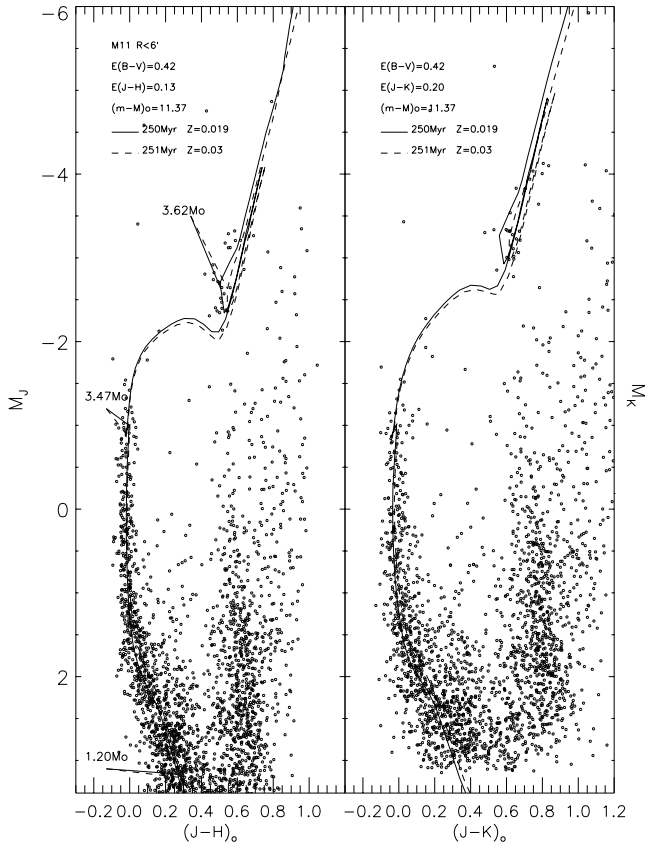 M11 R<6'
E(B-V)=0.42
E(J-H)=0.13
(m-M)o=11.37
250Myr Z=0.019
251Myr Z=0.03
3.62Mo
3.47Mo
1.20Mo
E(B-V)=0.42
E(J-K)=0.20
(m-M)o=11.37
250Myr Z=0.019
251Myr Z=0.03
-6
-4
-2
0
2
M_J
M_K
-0.2 0.0 0.2 0.4 0.6 0.8 1.0
-0.2 0.0 0.2 0.4 0.6 0.8 1.0 1.2
(J-H)o
(J-K)o